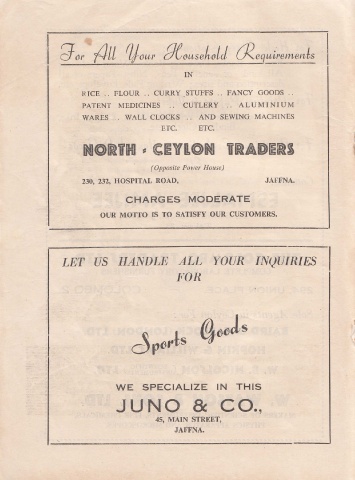 For All Your Household Requirements
IN
RICE .. FLOUR .. CURRY STUFFS .. FANCY GOODS ..
PATENT MEDICINES .. CUTLERY .. ALUMINIUM
WARES .. WALL CLOCKS .. AND SEWING MACHINES
ETC. ETC.
NORTH - CEYLON TRADERS
(Opposite Power House)
230, 232, HOSPITAL ROAD, JAFFNA.
CHARGES MODERATE
OUR MOTTO IS TO SATISFY OUR CUSTOMERS.
LET US HANDLE ALL YOUR INQUIRIES
FOR
Sports Goods
WE SPECIALIZE IN THIS
JUNO & CO.,
45, MAIN STREET,
JAFFNA.